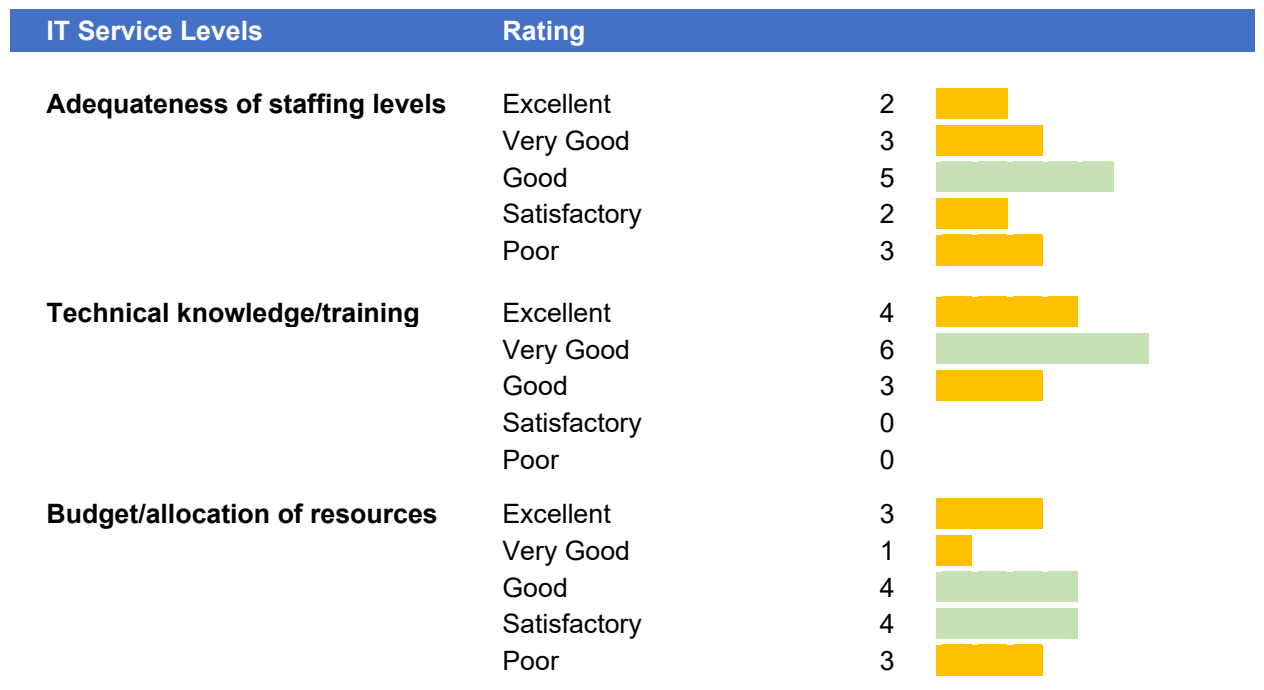 IT Service Levels Rating
Adequateness of staffing levels Excellent 2
Very Good 3
Good 5
Satisfactory 2
Poor 3
Technical knowledge/training Excellent 4
Very Good 6
Good 3
Satisfactory 0
Poor 0
Budget/allocation of resources Excellent 3
Very Good 1
Good 4
Satisfactory 4
Poor 3